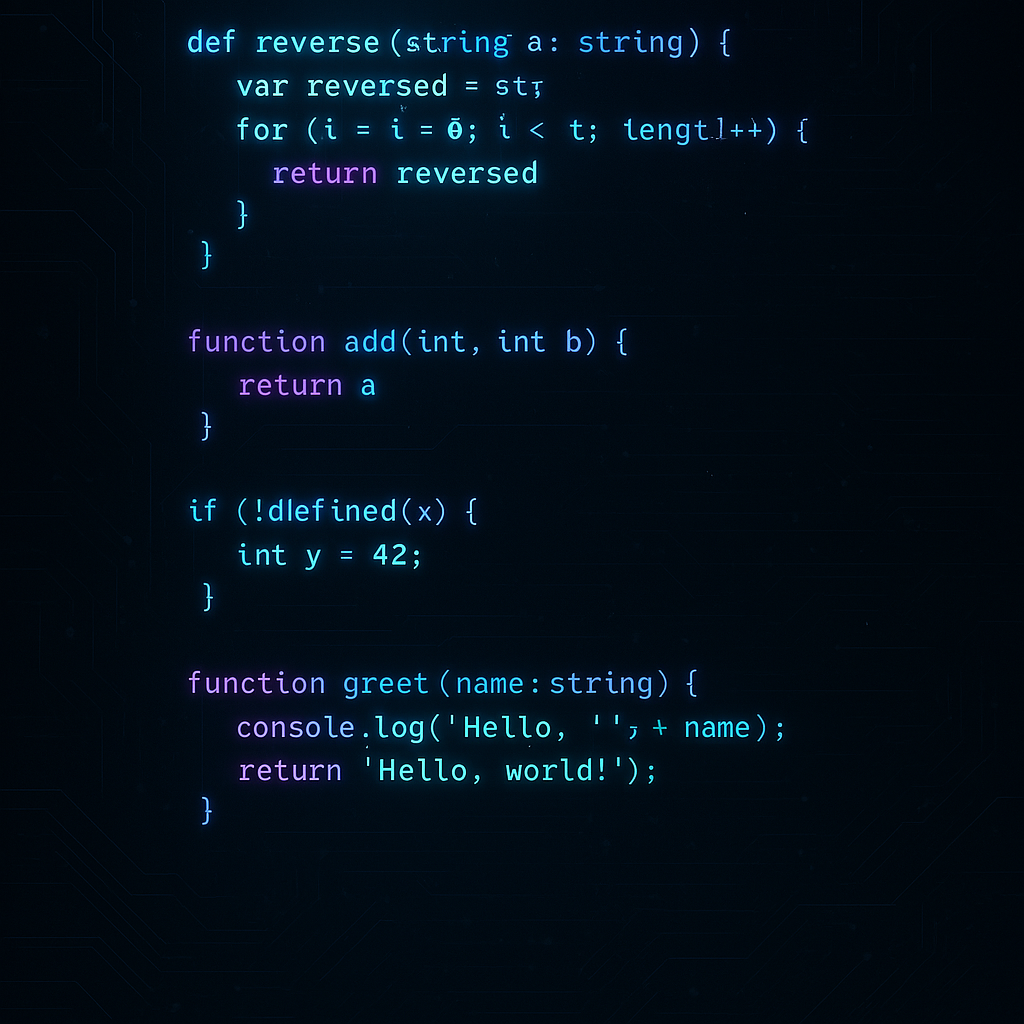 def reverse (string a: string) {
var reversed = str;
for (i = i = 0; i < t; lengtl++) {
return reversed
}
}
function add(int, int b) {
return a
}
if (!dlefined(x) {
int y = 42;
}
function greet (name: string) {
console.log('Hello, '', + name);
return 'Hello, world!');
}